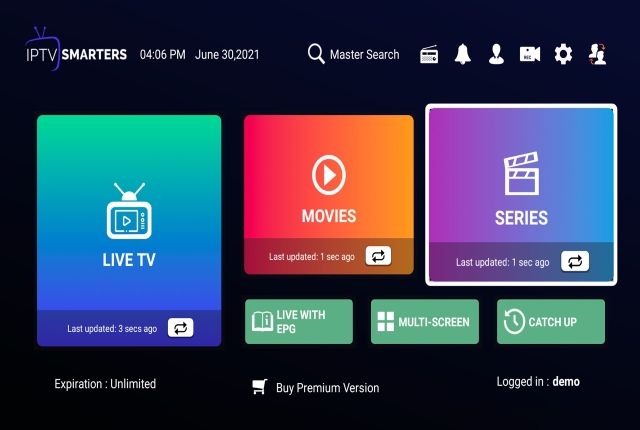 IPTV SMARTERS 04:06 PM June 30,2021 Master Search REC
LIVE TV
Last updated: 3 secs ago
MOVIES
Last updated: 1 sec ago
SERIES
Last updated: 1 sec ago
LIVE WITH
EPG
MULTI-SCREEN
CATCH UP
Expiration : Unlimited
Buy Premium Version
Logged in : demo